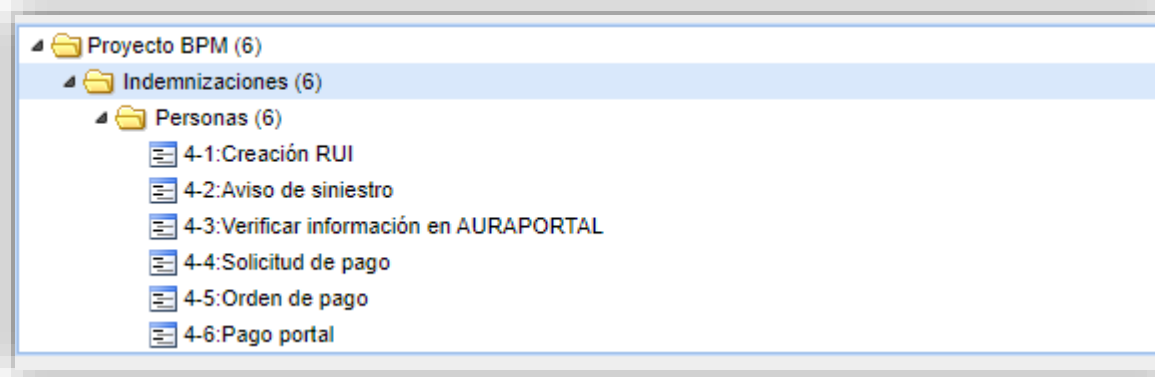 Proyecto BPM (6)
Indemnizaciones (6)
Personas (6)
4-1:Creación RUI
4-2:Aviso de siniestro
4-3:Verificar información en AURAPORTAL
4-4:Solicitud de pago
4-5:Orden de pago
4-6:Pago portal